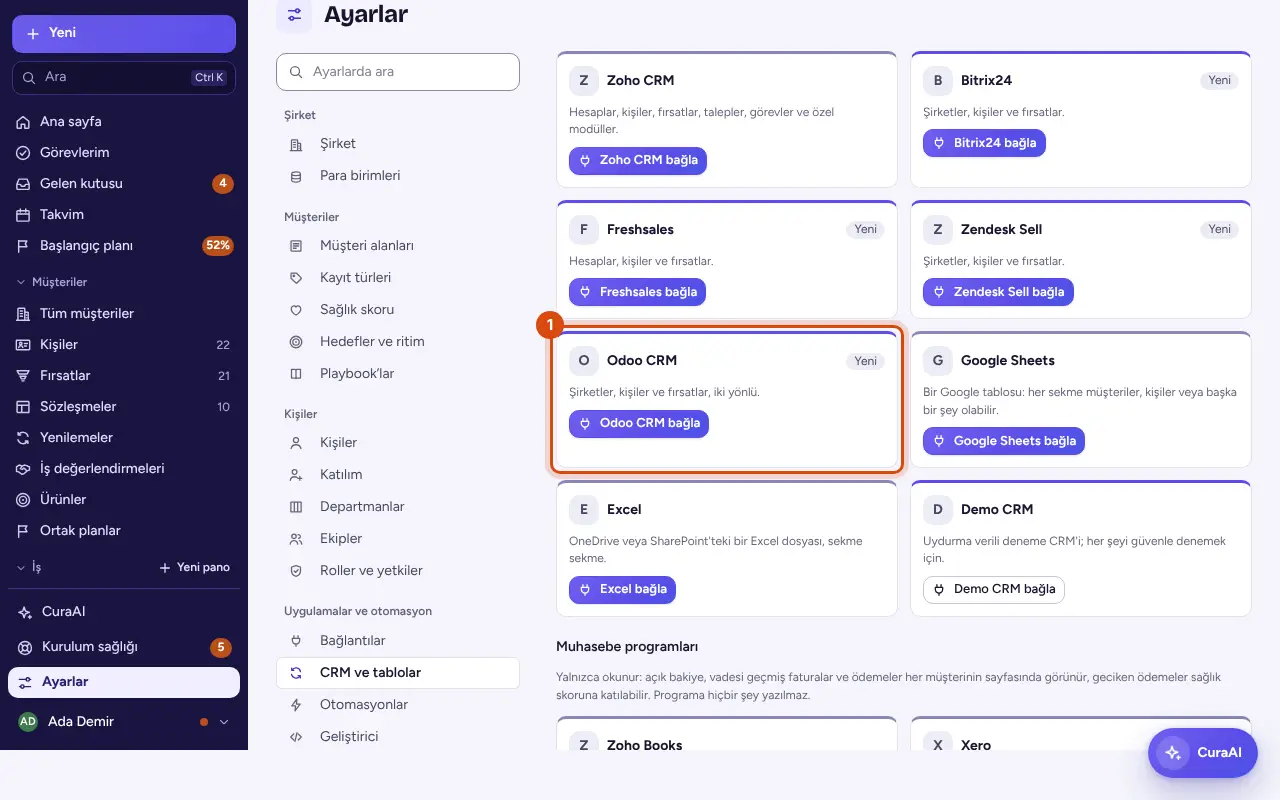 Yeni
Ara
Ctrl K
Ana sayfa
Görevlerim
Gelen kutusu
4
Takvim
Başlangıç planı
52%
Müşteriler
Tüm müşteriler
Kişiler
22
Fırsatlar
21
Sözleşmeler
10
Yenilemeler
İş değerlendirmeleri
Ürünler
Ortak planlar
İş
Yeni pano
CuraAI
Kurulum sağlığı
5
Ayarlar
AD
Ada Demir
Ayarlar
Ayarlarda ara
Şirket
Şirket
Para birimleri
Müşteriler
Müşteri alanları
Kayıt türleri
Sağlık skoru
Hedefler ve ritim
Playbook’lar
Kişiler
Kişiler
Katılım
Departmanlar
Ekipler
Roller ve yetkiler
Uygulamalar ve otomasyon
Bağlantılar
CRM ve tablolar
Otomasyonlar
Geliştirici
Z
Zoho CRM
Hesaplar, kişiler, fırsatlar, talepler, görevler ve özel
modüller.
Zoho CRM bağla
B
Bitrix24
Yeni
Şirketler, kişiler ve fırsatlar.
Bitrix24 bağla
F
Freshsales
Yeni
Hesaplar, kişiler ve fırsatlar.
Freshsales bağla
Z
Zendesk Sell
Yeni
Şirketler, kişiler ve fırsatlar.
Zendesk Sell bağla
1
O
Odoo CRM
Yeni
Şirketler, kişiler ve fırsatlar, iki yönlü.
Odoo CRM bağla
G
Google Sheets
Bir Google tablosu: her sekme müşteriler, kişiler veya başka
bir şey olabilir.
Google Sheets bağla
E
Excel
OneDrive veya SharePoint'teki bir Excel dosyası, sekme
sekme.
Excel bağla
D
Demo CRM
Uydurma verili deneme CRM'i; her şeyi güvenle denemek
için.
Demo CRM bağla
Muhasebe programları
Yalnızca okunur: açık bakiye, vadesi geçmiş faturalar ve ödemeler her müşterinin sayfasında görünür, geciken ödemeler sağlık
skoruna katılabilir. Programa hiçbir şey yazılmaz.
Z
Zoho Books
X
Xero
CuraAI